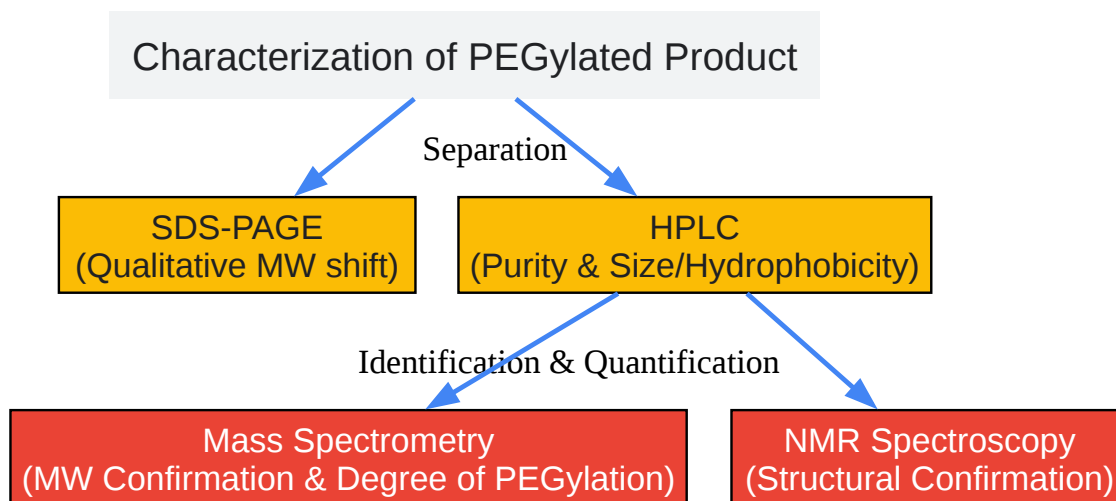 Characterization of PEGylated Product
Separation
SDS-PAGE
(Qualitative MW shift)
HPLC
(Purity & Size/Hydrophobicity)
Identification & Quantification
Mass Spectrometry
(MW Confirmation & Degree of PEGylation)
NMR Spectroscopy
(Structural Confirmation)